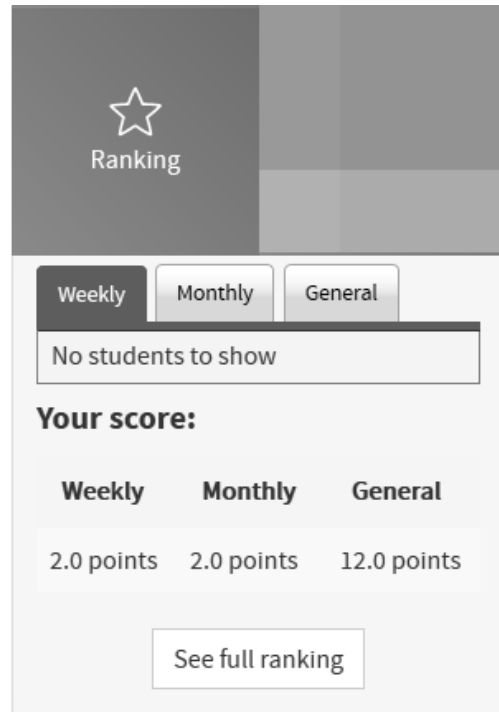 Ranking
Weekly Monthly General
No students to show
Your score:
Weekly Monthly General
2.0 points 2.0 points 12.0 points
See full ranking